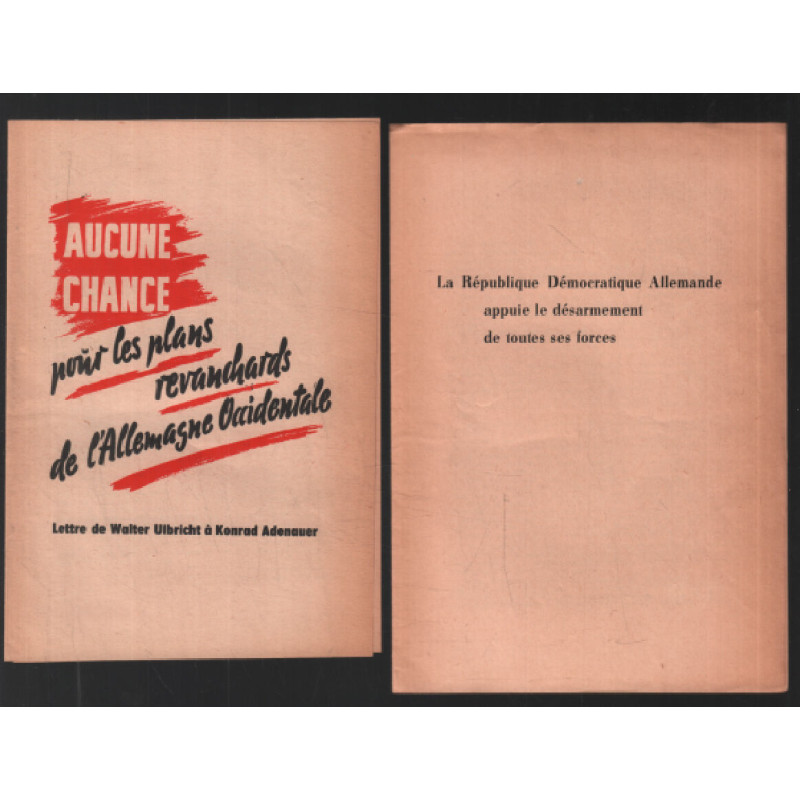 AUCUNE
CHANCE
pour les plans
revanchards
de l'Allemagne Occidentale
Lettre de Walter Ulbricht à Konrad Adenauer
La République Démocratique Allemande
appuie le désarmement
de toutes ses forces